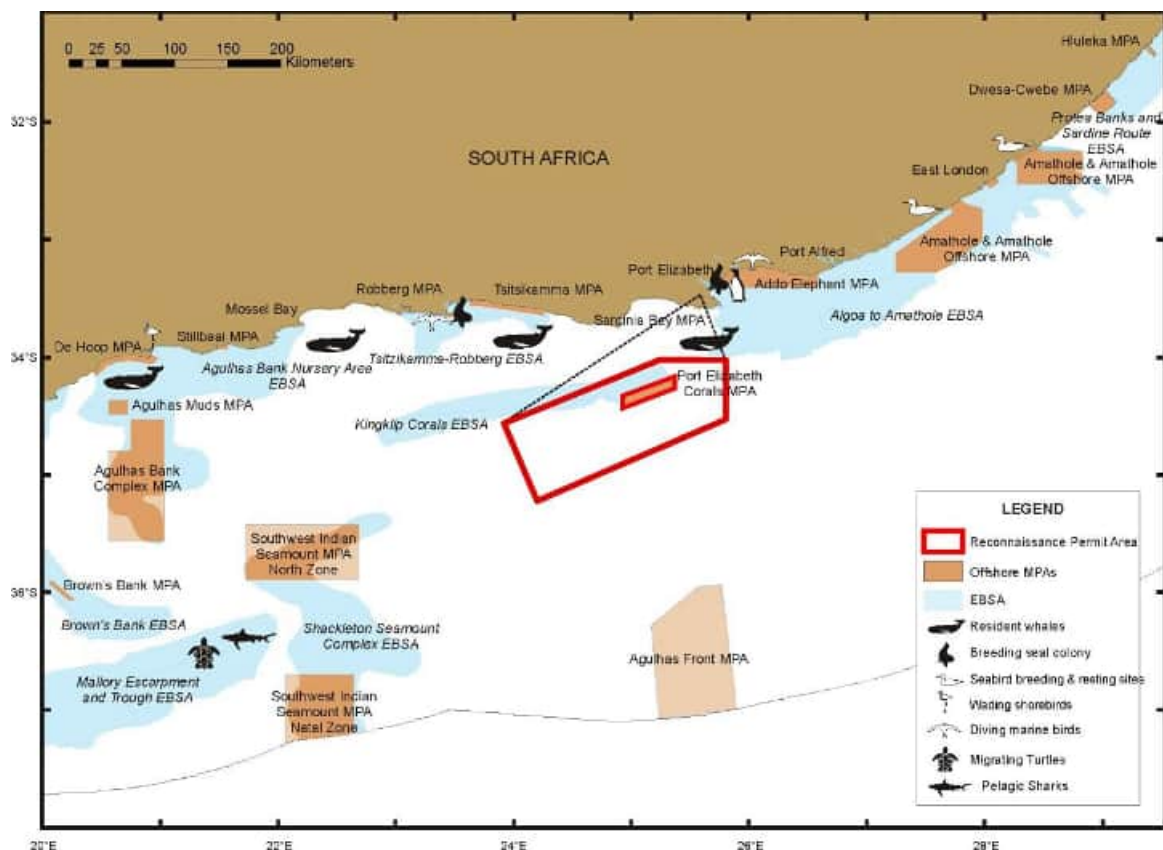 0 25 50 100 150 200
Kilometers
Hluleka MPA
Dwesa-Cwebe MPA
Protea Banks and
Sardine Route
EBSA
32°S
SOUTH AFRICA
East London
Amathole & Amathole
Offshore MPA
Amathole & Amathole
Offshore MPA
Port Alfred
Port Elizabeth
Addo Elephant MPA
Algoa to Amathole EBSA
Robberg MPA
Tsitsikamma MPA
Mossel Bay
Sardinia Bay MPA
Stillbaai MPA
De Hoop MPA
34°S
Tsitzikamma-Robberg EBSA
Agulhas Bank Nursery Area
EBSA
Port Elizabeth
Corals MPA
Agulhas Muds MPA
Kingklip Corals EBSA
Agulhas Bank
Complex MPA
Southwest Indian
Seamount MPA
North Zone
36°S
Brown's Bank MPA
Brown's Bank EBSA
Shackleton Seamount
Complex EBSA
Agulhas Front MPA
Mallory Escarpment
and Trough EBSA
Southwest Indian
Seamount MPA
Natal Zone
LEGEND
Reconnaissance Permit Area
Offshore MPAs
EBSA
Resident whales
Breeding seal colony
Seabird breeding & resting sites
Wading shorebirds
Diving marine birds
Migrating Turtles
Pelagic Sharks
20°E 22°E 24°E 26°E 28°E